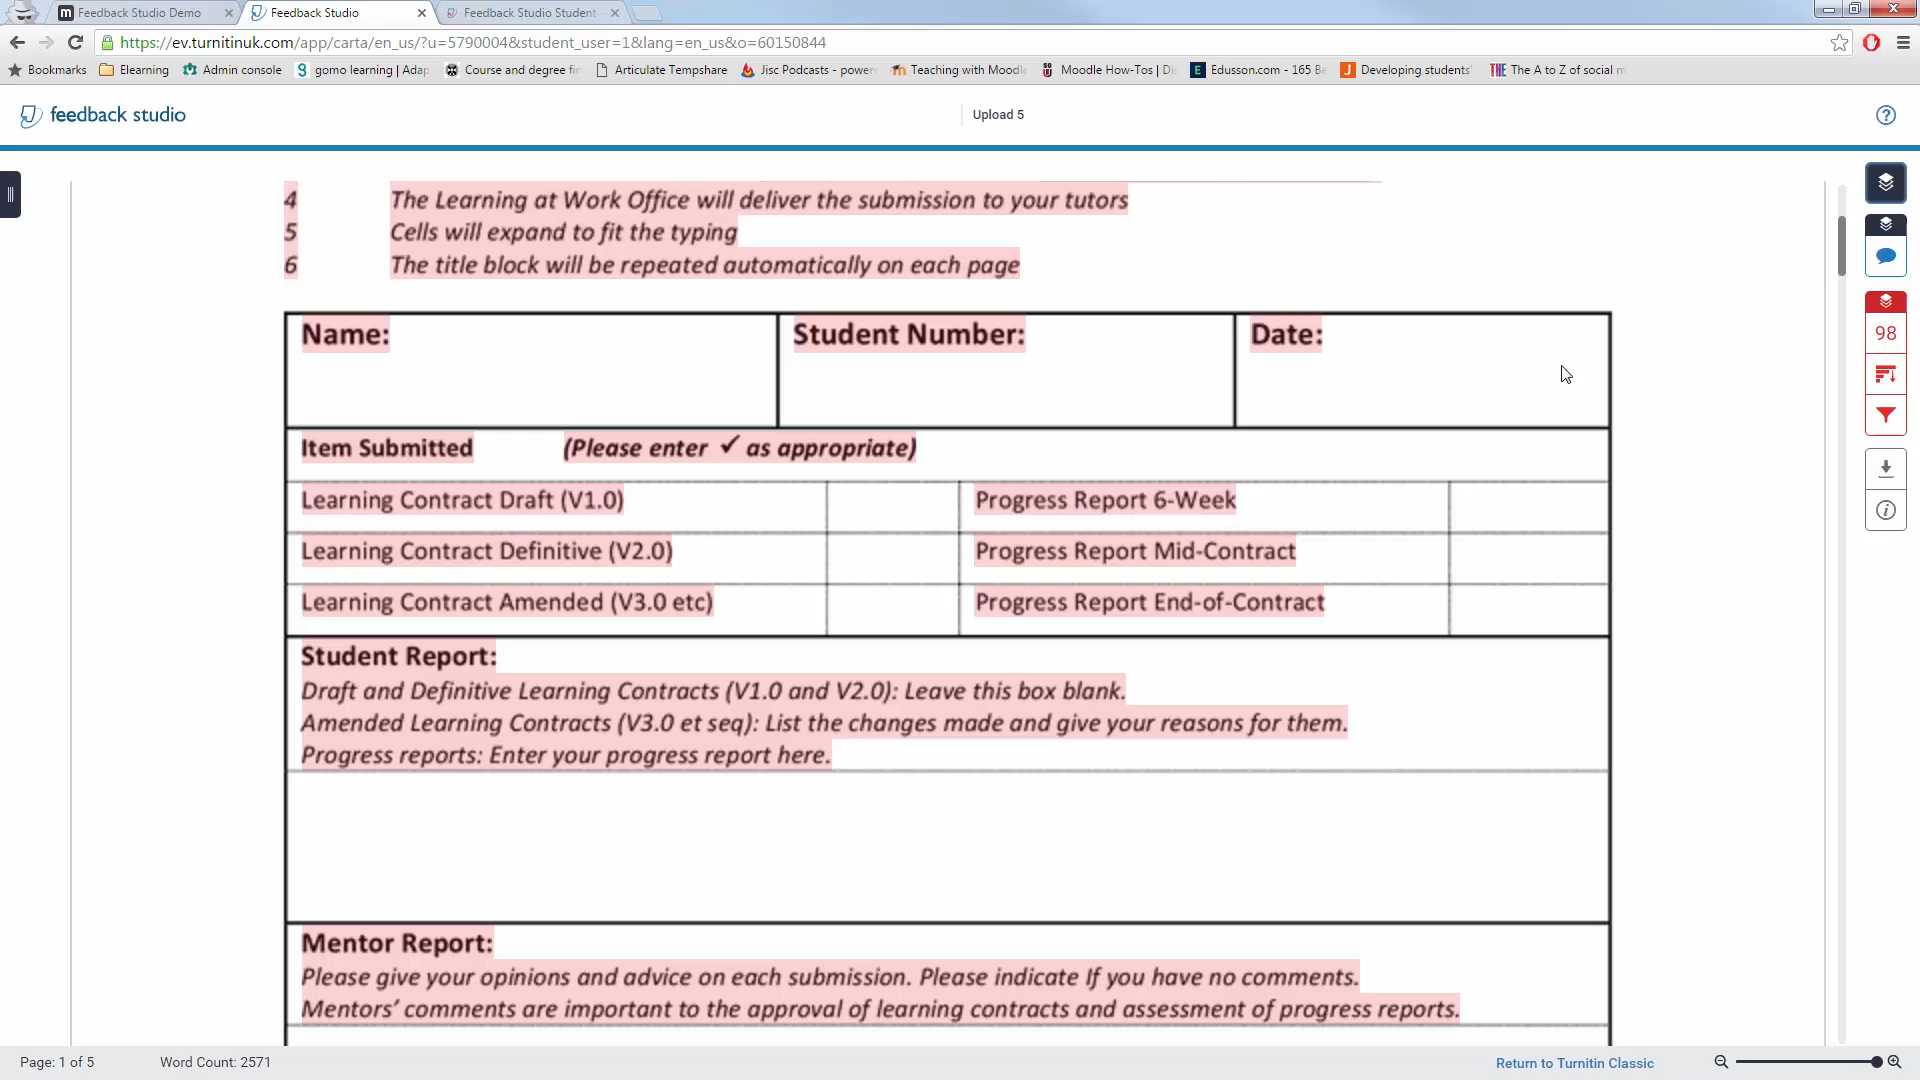 Feedback Studio Demo
Feedback Studio
Feedback Studio Student
https://ev.turnitinuk.com/app/carta/en_us/?u=5790004&student_user=1&lang=en_us&o=60150844
Bookmarks Elearning Admin console gomo learning | Adap Course and degree fi Articulate Tempshare Jisc Podcasts - power Teaching with Moodle Moodle How-Tos | Di Edusson.com - 165 Be Developing students' THE The A to Z of social m
feedback studio
Upload 5
4 The Learning at Work Office will deliver the submission to your tutors
5 Cells will expand to fit the typing
6 The title block will be repeated automatically on each page
Name: Student Number: Date:
98
Item Submitted (Please enter ✓ as appropriate)
Learning Contract Draft (V1.0) Progress Report 6-Week
Learning Contract Definitive (V2.0) Progress Report Mid-Contract
Learning Contract Amended (V3.0 etc) Progress Report End-of-Contract
Student Report:
Draft and Definitive Learning Contracts (V1.0 and V2.0): Leave this box blank.
Amended Learning Contracts (V3.0 et seq): List the changes made and give your reasons for them.
Progress reports: Enter your progress report here.
Mentor Report:
Please give your opinions and advice on each submission. Please indicate If you have no comments.
Mentors' comments are important to the approval of learning contracts and assessment of progress reports.
Page: 1 of 5 Word Count: 2571 Return to Turnitin Classic